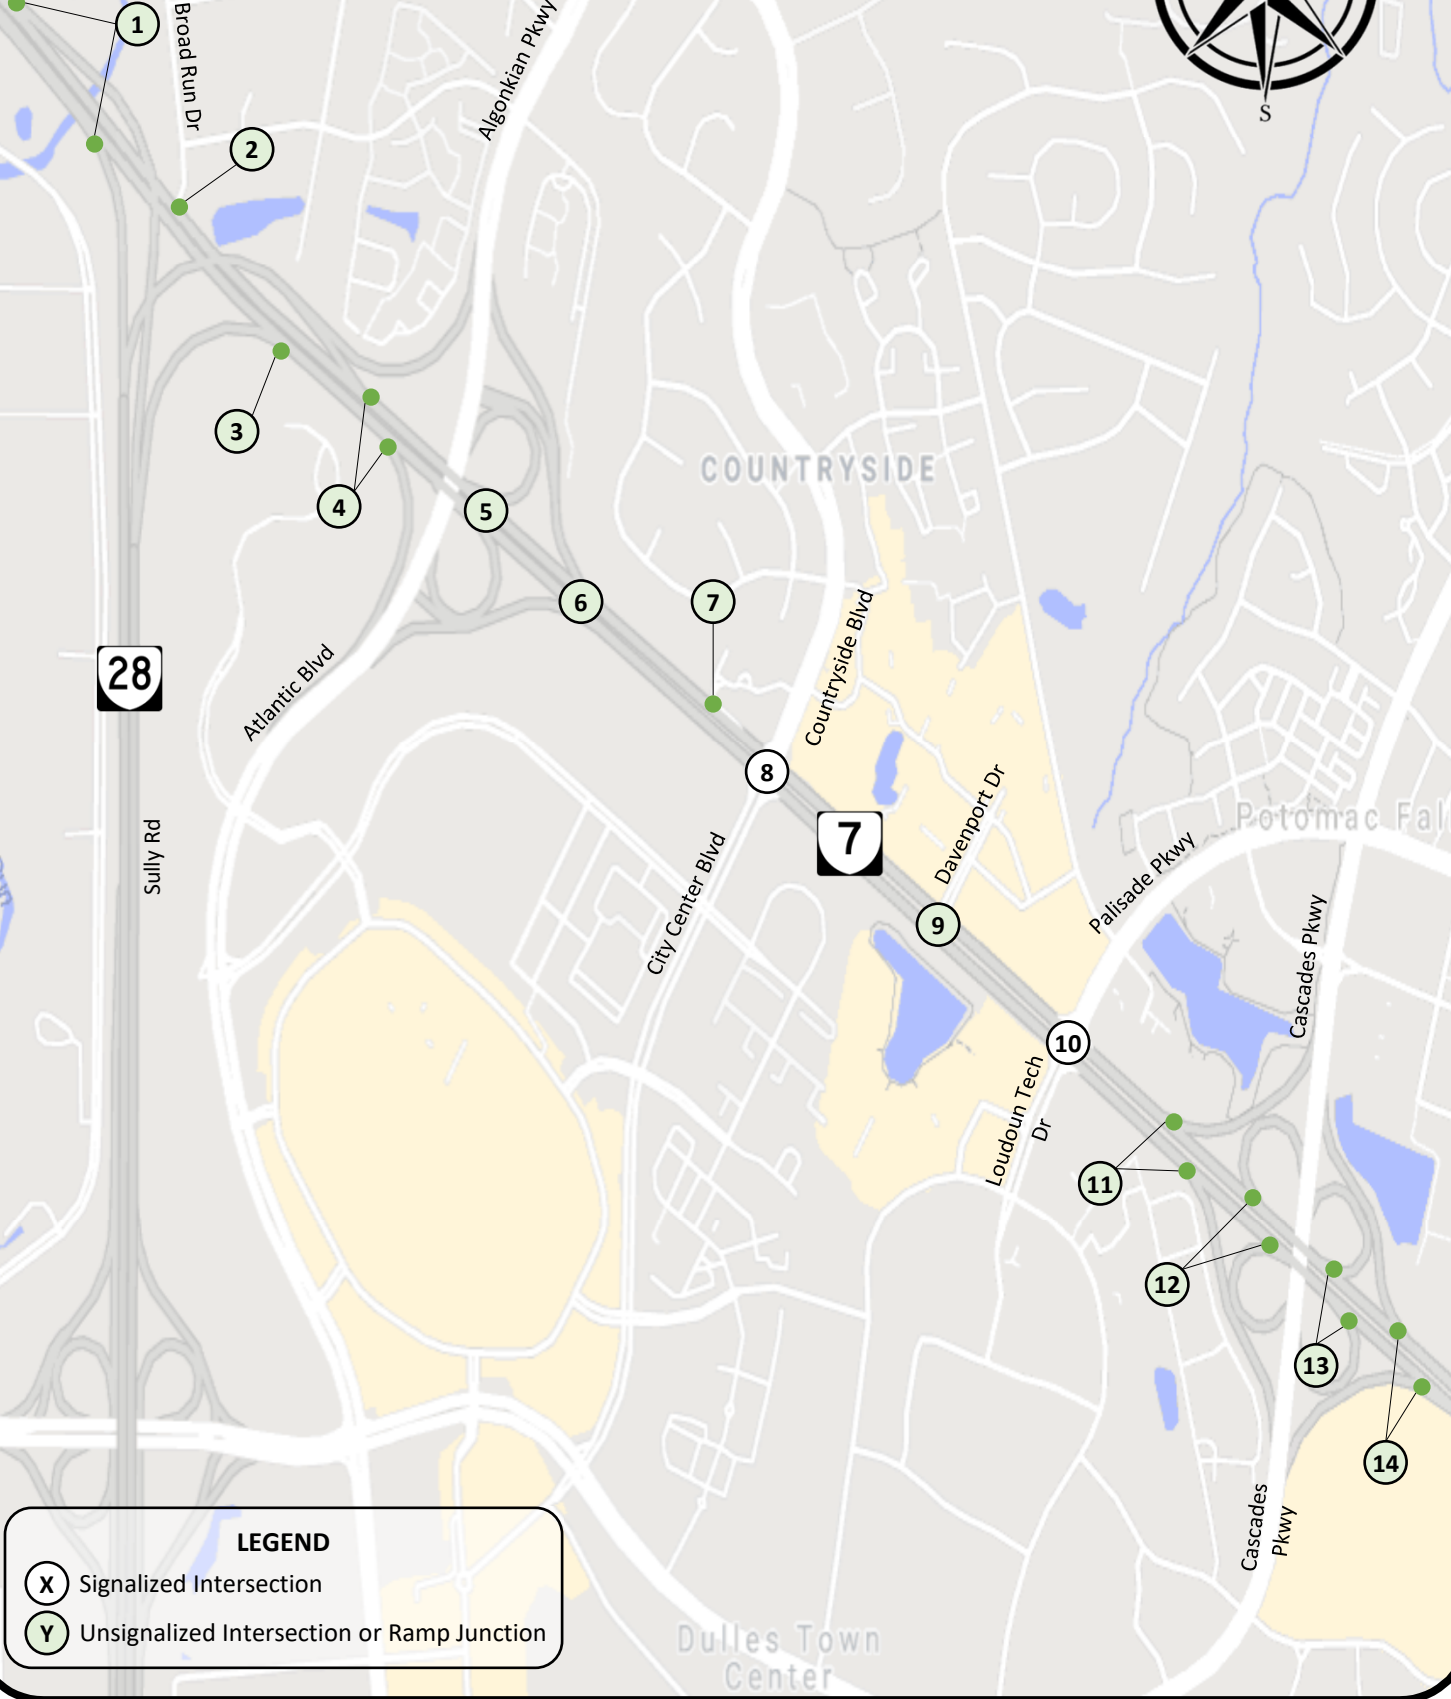 1
Broad Run Dr
Algonkian Pkwy
S
2
3
4
COUNTRYSIDE
5
6
7
28
Atlantic Blvd
Countryside Blvd
8
7
Davenport Dr
Potomac Fal
Sully Rd
City Center Blvd
Palisade Pkwy
9
Cascades Pkwy
10
Loudoun Tech
Dr
11
12
13
14
Cascades
Pkwy
LEGEND
X Signalized Intersection
Y Unsignalized Intersection or Ramp Junction
Dulles Town
Center